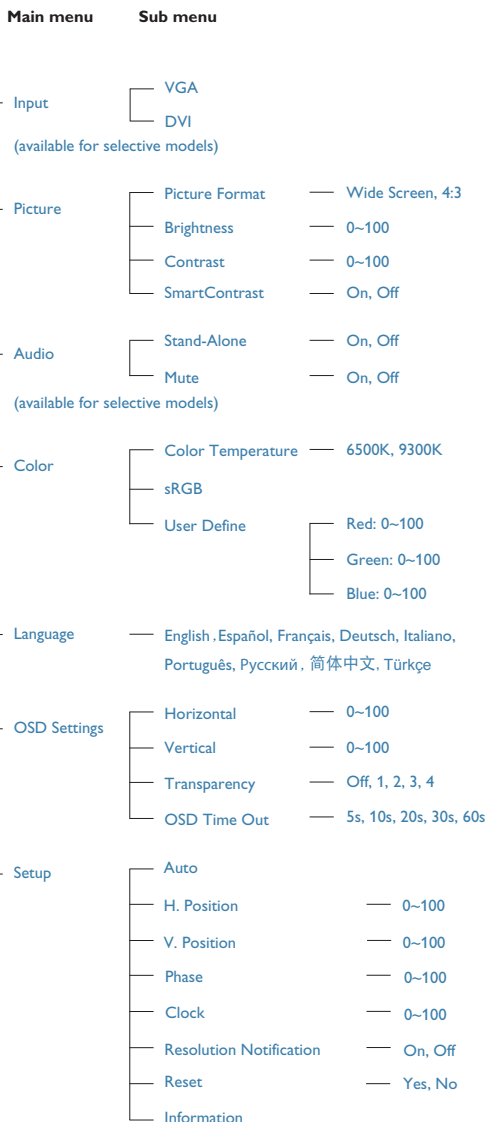 Main menu Sub menu
VGA
Input
DVI
(available for selective models)
Picture Format Wide Screen, 4:3
Picture
Brightness 0~100
Contrast 0~100
SmartContrast On, Off
Stand-Alone On, Off
Audio
Mute On, Off
(available for selective models)
Color Temperature 6500K, 9300K
Color
sRGB
User Define Red: 0~100
Green: 0~100
Blue: 0~100
Language English, Español, Français, Deutsch, Italiano,
Português, Русский, 简体中文, Türkçe
Horizontal 0~100
OSD Settings
Vertical 0~100
Transparency Off, 1, 2, 3, 4
OSD Time Out 5s, 10s, 20s, 30s, 60s
Auto
Setup
H. Position 0~100
V. Position 0~100
Phase 0~100
Clock 0~100
Resolution Notification On, Off
Reset Yes, No
Information